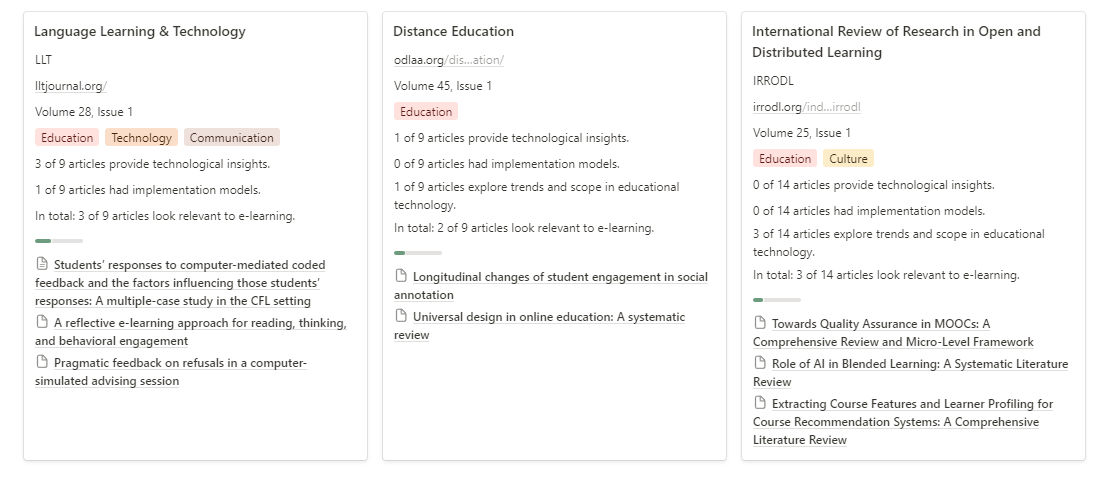 Language Learning & Technology
LLT
lltjournal.org/
Volume 28, Issue 1
Education Technology Communication
3 of 9 articles provide technological insights.
1 of 9 articles had implementation models.
In total: 3 of 9 articles look relevant to e-learning.
Students’ responses to computer-mediated coded
feedback and the factors influencing those students’
responses: A multiple-case study in the CFL setting
A reflective e-learning approach for reading, thinking,
and behavioral engagement
Pragmatic feedback on refusals in a computer-
simulated advising session
Distance Education
odlaa.org/dis...ation/
Volume 45, Issue 1
Education
1 of 9 articles provide technological insights.
0 of 9 articles had implementation models.
1 of 9 articles explore trends and scope in educational
technology.
In total: 2 of 9 articles look relevant to e-learning.
Longitudinal changes of student engagement in social
annotation
Universal design in online education: A systematic
review
International Review of Research in Open and
Distributed Learning
IRRODL
irrodl.org/ind...irrodl
Volume 25, Issue 1
Education Culture
0 of 14 articles provide technological insights.
0 of 14 articles had implementation models.
3 of 14 articles explore trends and scope in educational
technology.
In total: 3 of 14 articles look relevant to e-learning.
Towards Quality Assurance in MOOCs: A
Comprehensive Review and Micro-Level Framework
Role of AI in Blended Learning: A Systematic Literature
Review
Extracting Course Features and Learner Profiling for
Course Recommendation Systems: A Comprehensive
Literature Review